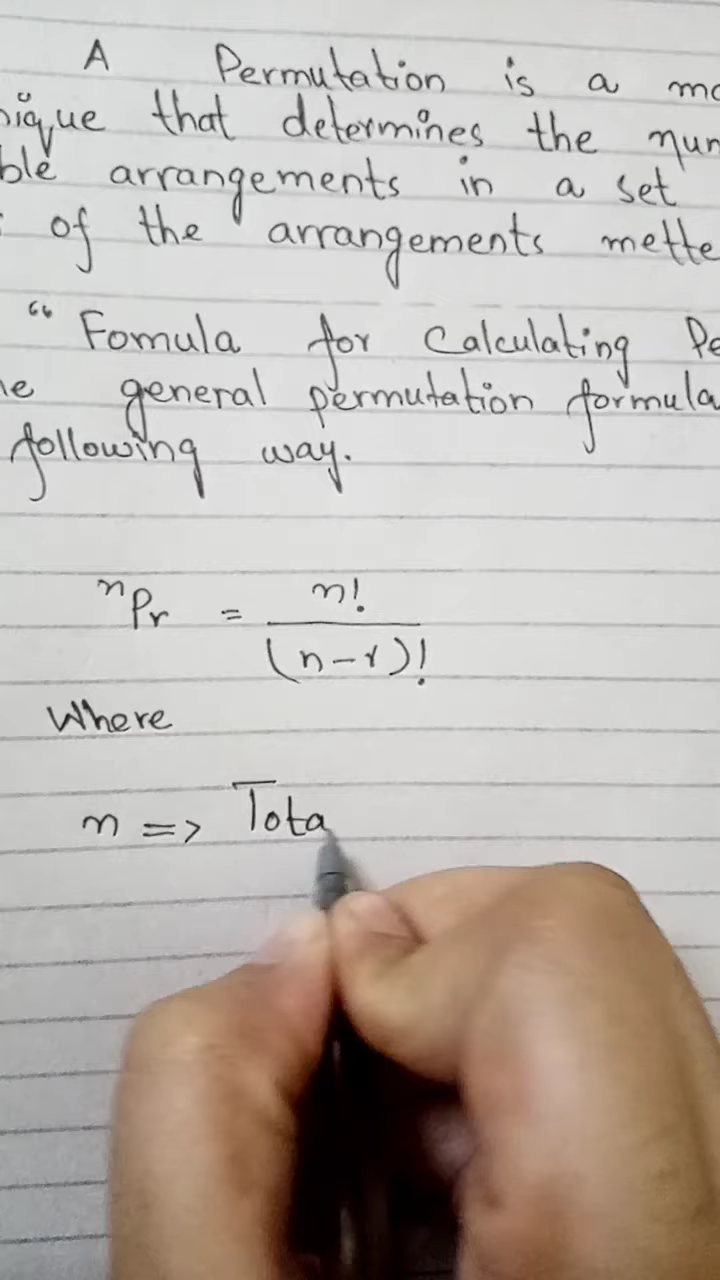 A Permutation is a
that determines the
arrangements in a set
of the arrangements
“ Fomula for Calculating
general permutation formula
following way.
nPr = n! / (n-r)!
Where
n => Tota